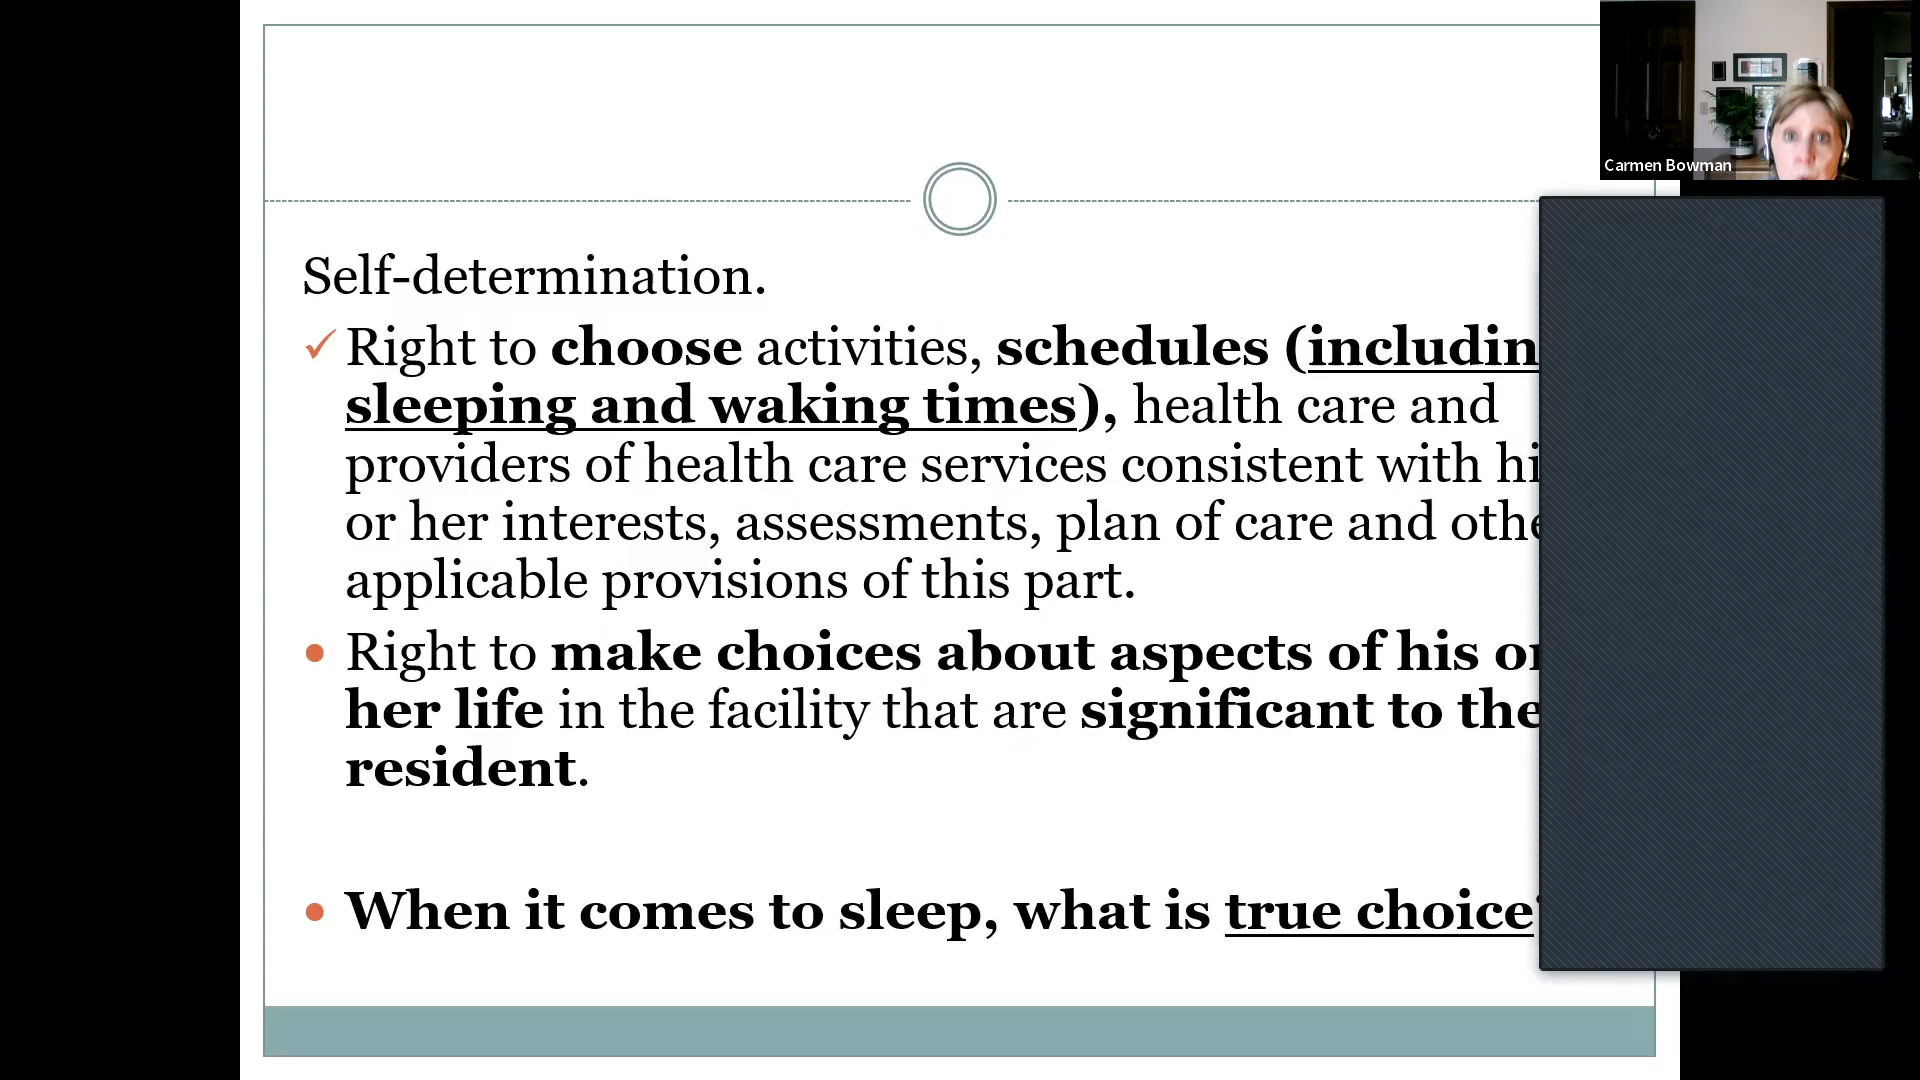 Carmen Bowman
Self-determination.
Right to choose activities, schedules (includin
sleeping and waking times), health care and
providers of health care services consistent with hi
or her interests, assessments, plan of care and othe
applicable provisions of this part.
Right to make choices about aspects of his or
her life in the facility that are significant to the
resident.
When it comes to sleep, what is true choice?